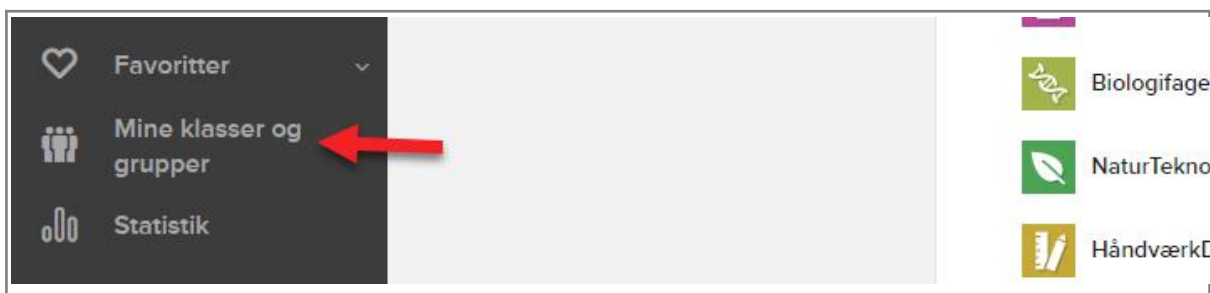 Favoritter
Mine klasser og
grupper
Statistik
Biologifage
NaturTekno
HåndværkD